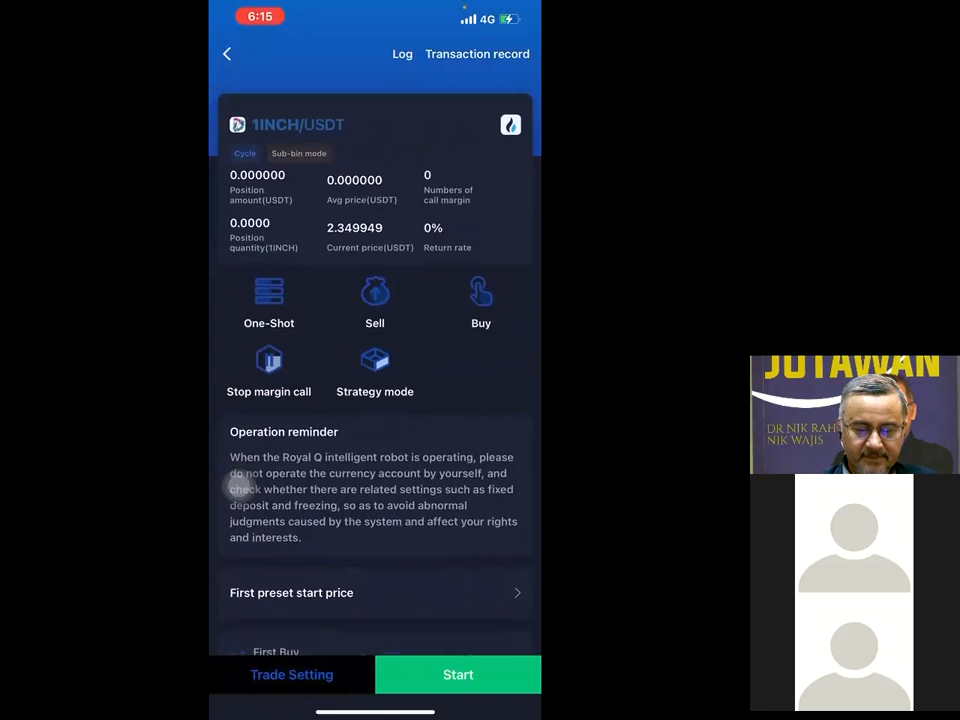 6:15
4G
Log
Transaction record
1INCH/USDT
Cycle
Sub-bin mode
0.000000
Position
amount(USDT)
0.000000
Avg price(USDT)
0
Numbers of
call margin
0.0000
Position
quantity(1INCH)
2.349949
Current price(USDT)
0%
Return rate
One-Shot
Sell
Buy
Stop margin call
Strategy mode
Operation reminder
When the Royal Q intelligent robot is operating, please
do not operate the currency account by yourself, and
check whether there are related settings such as fixed
deposit and freezing, so as to avoid abnormal
judgments caused by the system and affect your rights
and interests.
First preset start price
First Buy
Trade Setting
Start
JUTAWAN
DR NIK RAH
NIK WAJIS